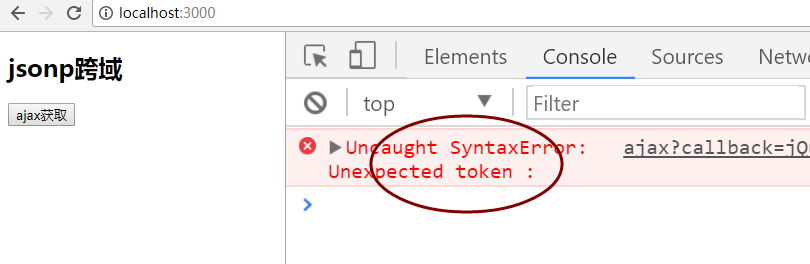 localhost:3000
jsonp跨域
ajax获取
Elements Console Sources Netw
top Filter
Uncaught SyntaxError: ajax?callback=jQ
Unexpected token :